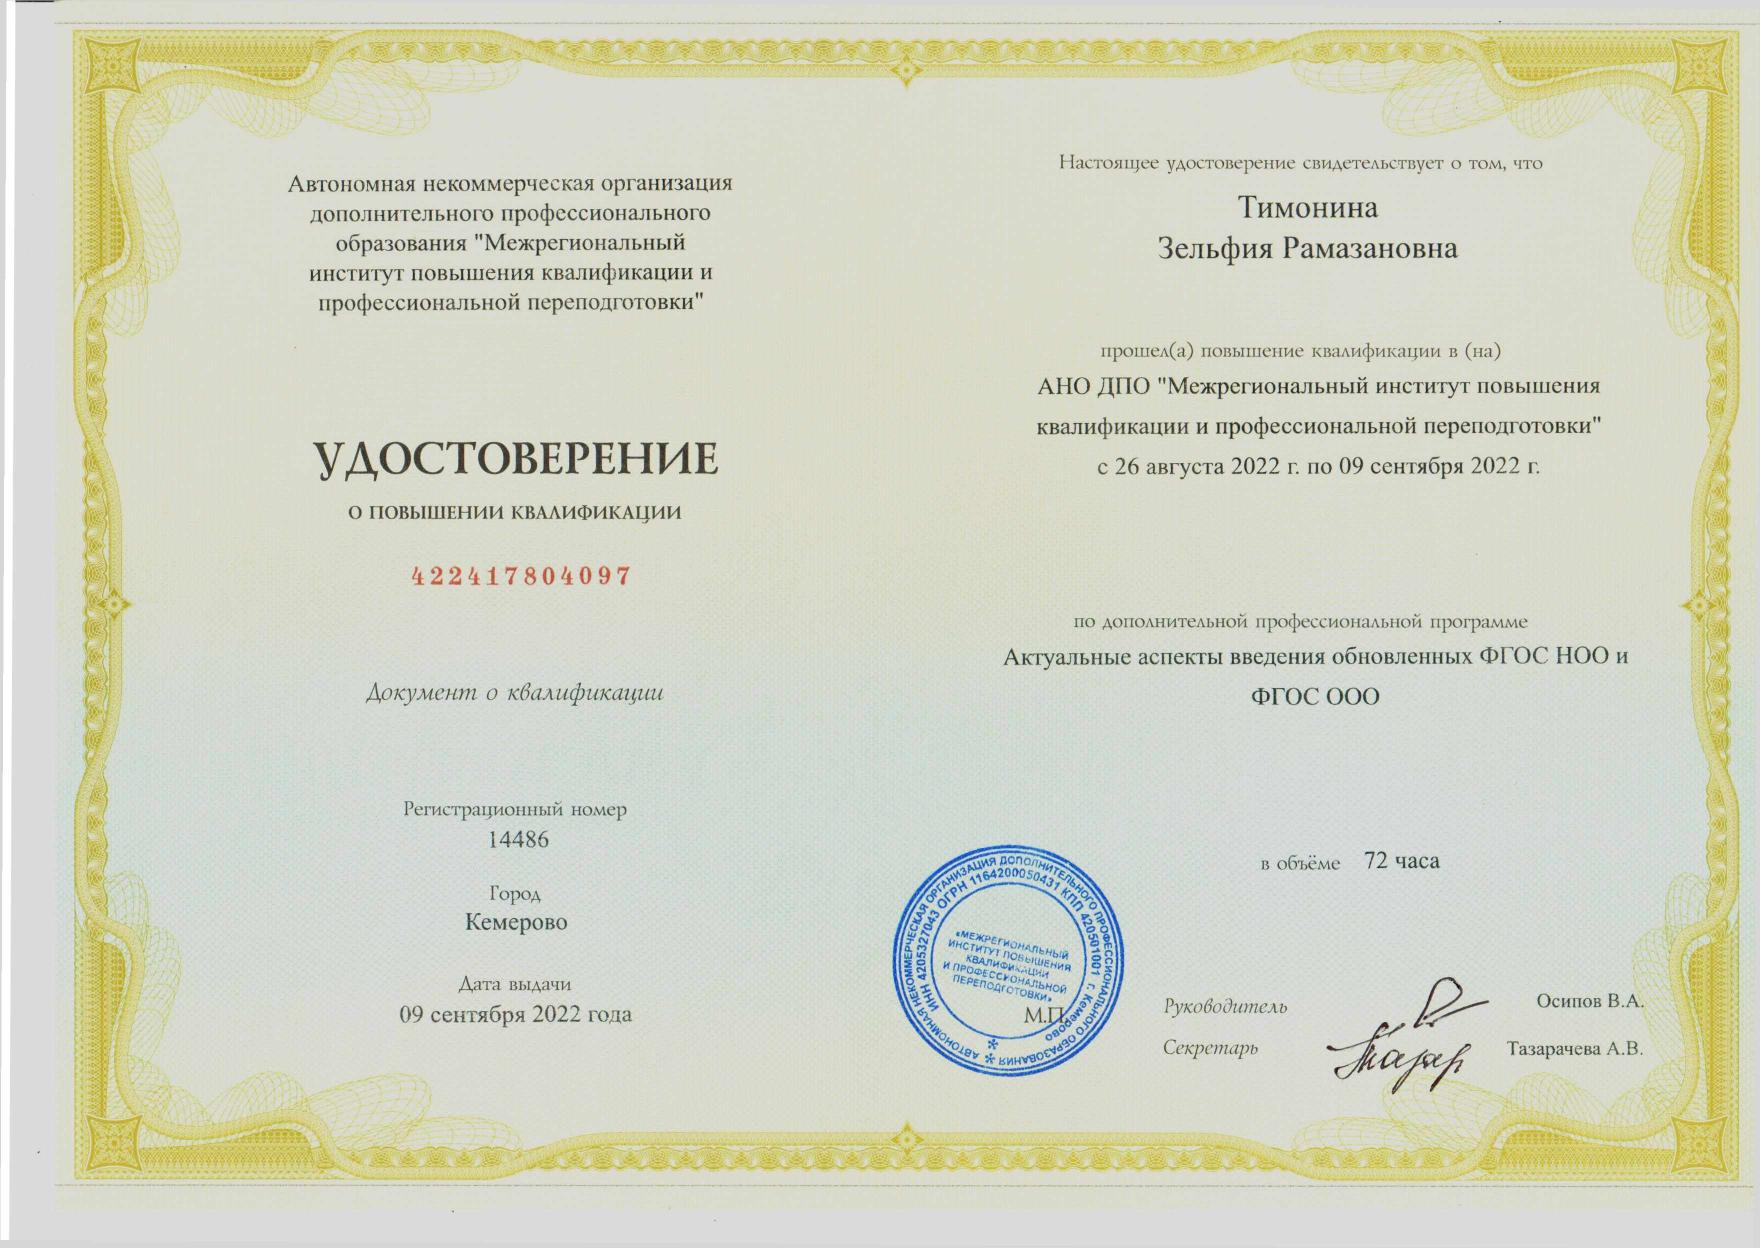 Автономная некоммерческая организация
дополнительного профессионального
образования "Межрегиональный
институт повышения квалификации и
профессиональной переподготовки"
УДОСТОВЕРЕНИЕ
О ПОВЫШЕНИИ КВАЛИФИКАЦИИ
422417804097
Документ о квалификации
Регистрационный номер
14486
Город
Кемерово
Дата выдачи
09 сентября 2022 года
Настоящее удостоверение свидетельствует о том, что
Тимонина
Зельфия Рамазановна
прошел(а) повышение квалификации в (на)
АНО ДПО "Межрегиональный институт повышения
квалификации и профессиональной переподготовки"
с 26 августа 2022 г. по 09 сентября 2022 г.
по дополнительной профессиональной программе
Актуальные аспекты введения обновленных ФГОС НОО и
ФГОС ООО
в объёме 72 часа
АВТОНОМНАЯ НЕКОММЕРЧЕСКАЯ ОРГАНИЗАЦИЯ ДОПОЛНИТЕЛЬНОГО ПРОФЕССИОНАЛЬНОГО ОБРАЗОВАНИЯ
ИНН 4205327043 ОГРН 1164200050431 КПП 420501001 г. Кемерово
«МЕЖРЕГИОНАЛЬНЫЙ
ИНСТИТУТ ПОВЫШЕНИЯ
КВАЛИФИКАЦИИ
И ПРОФЕССИОНАЛЬНОЙ
ПЕРЕПОДГОТОВКИ»
М.П.
Руководитель Осипов В.А.
Секретарь Тазарачева А.В.